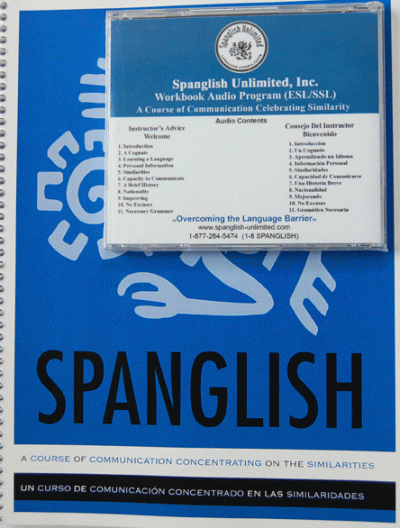 Spanglish Unlimited
Spanglish Unlimited, Inc.
Workbook Audio Program (ESL/SSL)
A Course of Communication Celebrating Similarity
Audio Contents
Instructor's Advice
Welcome
1. Introduction
2. A Cognate
3. Learning a Language
4. Personal Information
5. Similarities
6. Capacity to Communicate
7. A Brief History
8. Nationality
9. Improving
10. No Excuses
11. Necessary Grammer
Consejo Del Instructor
Bienvenido
1. Introduccion
2. Un Cognado
3. Aprendiendo un Idioma
4. Información Personal
5. Similaridades
6. Capacidad de Comunicarse
7. Una Historia Breve
8. Nacionalidad
9. Mejorando
10. No Excusas
11. Gramática Necesaria
«Overcoming the Language Barrier»
www.spanglish-unlimited.com
1-877-264-5474 (1-8 SPANGLISH)
SPANGLISH
A COURSE OF COMMUNICATION CONCENTRATING ON THE SIMILARITIES
UN CURSO DE COMUNICACIÓN CONCENTRADO EN LAS SIMILARIDADES